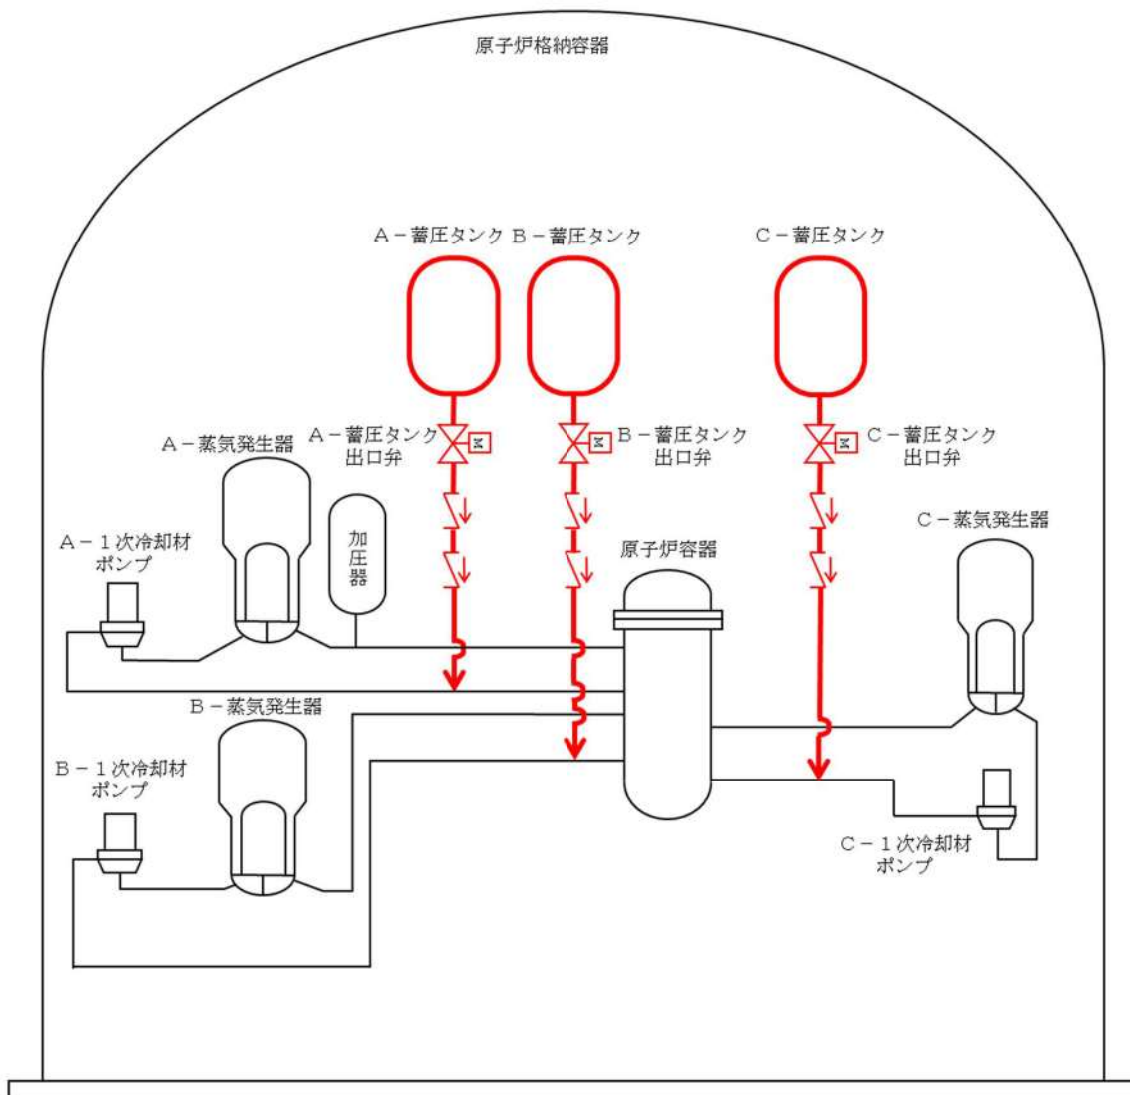 原子炉格納容器
A－蓄圧タンク
B－蓄圧タンク
C－蓄圧タンク
A－蒸気発生器
A－蓄圧タンク
出口弁
M
B－蓄圧タンク
出口弁
M
C－蓄圧タンク
出口弁
M
A－１次冷却材
ポンプ
加圧器
原子炉容器
C－蒸気発生器
B－蒸気発生器
B－１次冷却材
ポンプ
C－１次冷却材
ポンプ